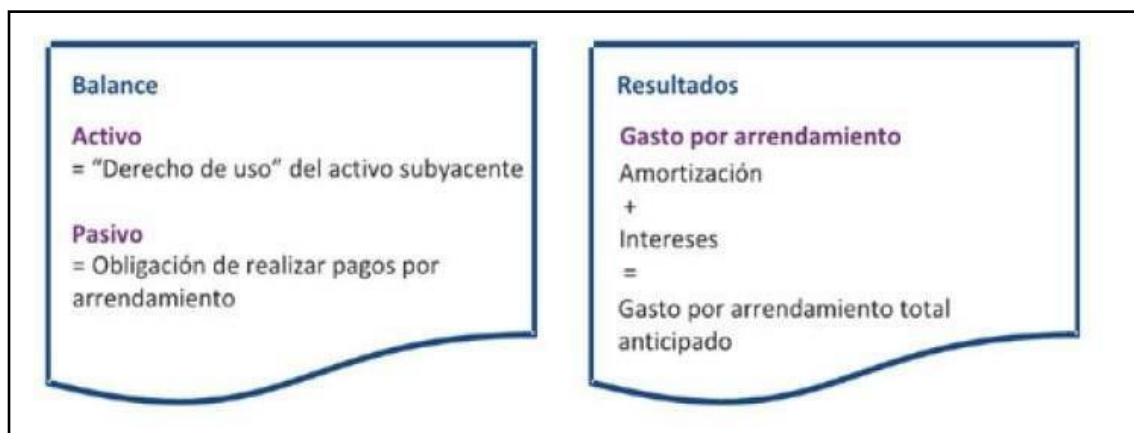 Balance
Activo
= “Derecho de uso” del activo subyacente
Pasivo
= Obligación de realizar pagos por
arrendamiento
Resultados
Gasto por arrendamiento
Amortización
+
Intereses
=
Gasto por arrendamiento total
anticipado